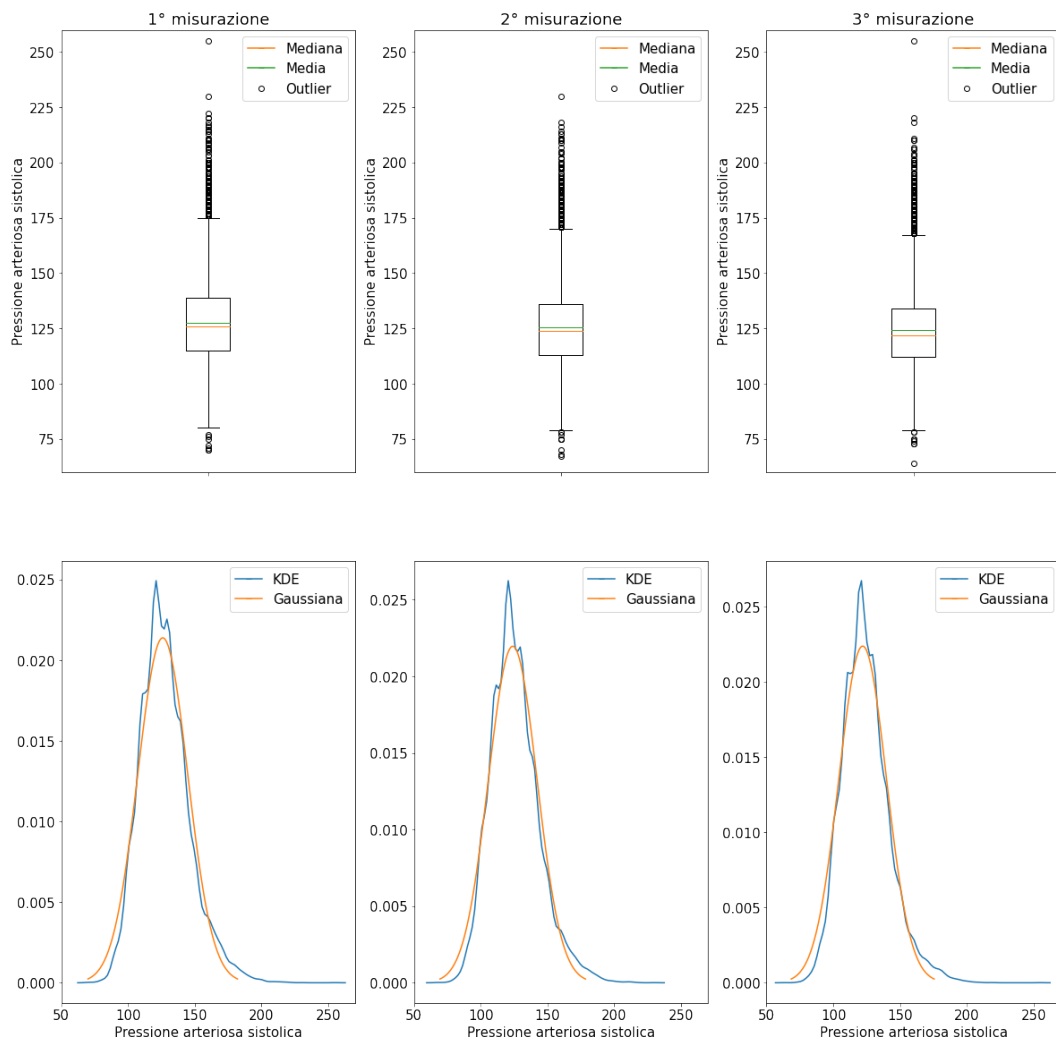 1° misurazione
2° misurazione
3° misurazione
Pressione arteriosa sistolica
250
225
200
175
150
125
100
75
Mediana
Media
Outlier
Pressione arteriosa sistolica
250
225
200
175
150
125
100
75
Mediana
Media
Outlier
Pressione arteriosa sistolica
250
225
200
175
150
125
100
75
Mediana
Media
Outlier
0.025
0.020
0.015
0.010
0.005
0.000
KDE
Gaussiana
50 100 150 200 250
Pressione arteriosa sistolica
0.025
0.020
0.015
0.010
0.005
0.000
KDE
Gaussiana
50 100 150 200 250
Pressione arteriosa sistolica
0.025
0.020
0.015
0.010
0.005
0.000
KDE
Gaussiana
50 100 150 200 250
Pressione arteriosa sistolica